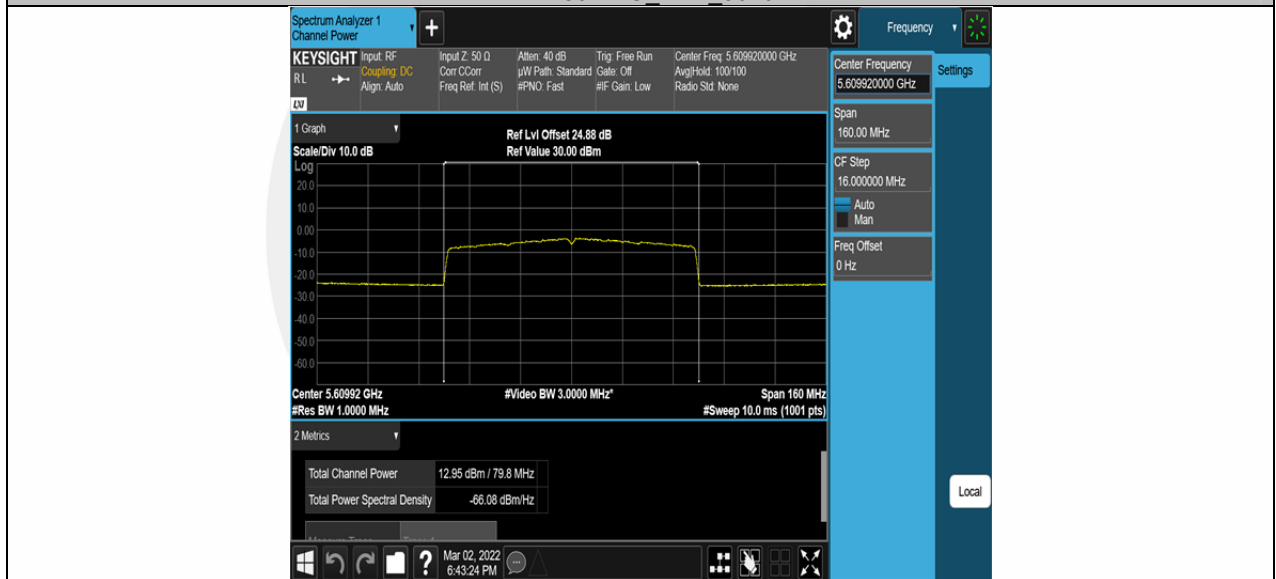 Spectrum Analyzer 1
Channel Power
+
Frequency
KEYSIGHT
RL
LXI
Input: RF
Coupling: DC
Align: Auto
Input Z: 50 Ω
Corr CCorr
Freq Ref: Int (S)
Atten: 40 dB
µW Path: Standard
#PNO: Fast
Trig: Free Run
Gate: Off
#IF Gain: Low
Center Freq: 5.609920000 GHz
Avg|Hold: 100/100
Radio Std: None
Center Frequency
5.609920000 GHz
Settings
Span
160.00 MHz
CF Step
16.000000 MHz
Auto
Man
Freq Offset
0 Hz
Local
1 Graph
Scale/Div 10.0 dB
Ref Lvl Offset 24.88 dB
Ref Value 30.00 dBm
Log
20.0
10.0
0.00
-10.0
-20.0
-30.0
-40.0
-50.0
-60.0
Center 5.60992 GHz
#Video BW 3.0000 MHz*
Span 160 MHz
#Res BW 1.0000 MHz
#Sweep 10.0 ms (1001 pts)
2 Metrics
Total Channel Power 12.95 dBm / 79.8 MHz
Total Power Spectral Density -66.08 dBm/Hz
?
Mar 02, 2022
6:43:24 PM